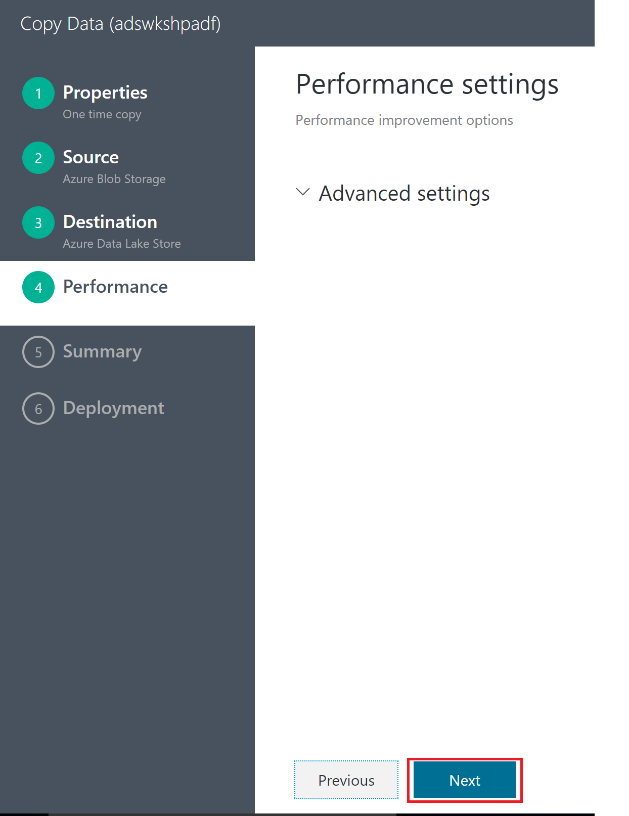 Copy Data (adswkshpadf)
1 Properties
One time copy
2 Source
Azure Blob Storage
3 Destination
Azure Data Lake Store
4 Performance
5 Summary
6 Deployment
Performance settings
Performance improvement options
Advanced settings
Previous Next